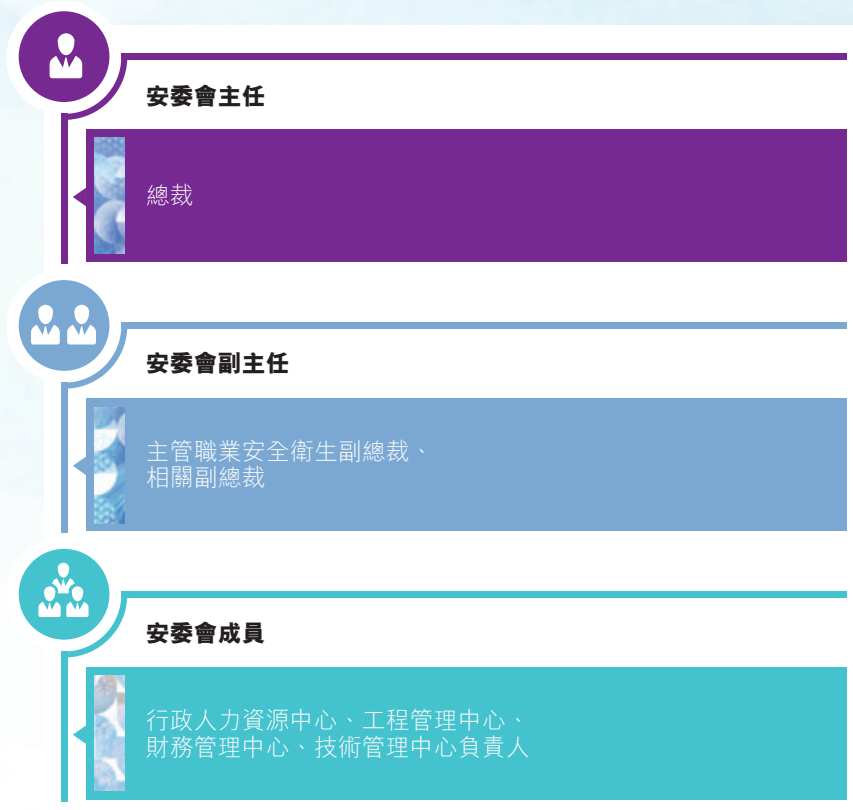 安委會主任
總裁
安委會副主任
主管職業安全衛生副總裁、
相關副總裁
安委會成員
行政人力資源中心、工程管理中心、
財務管理中心、技術管理中心負責人